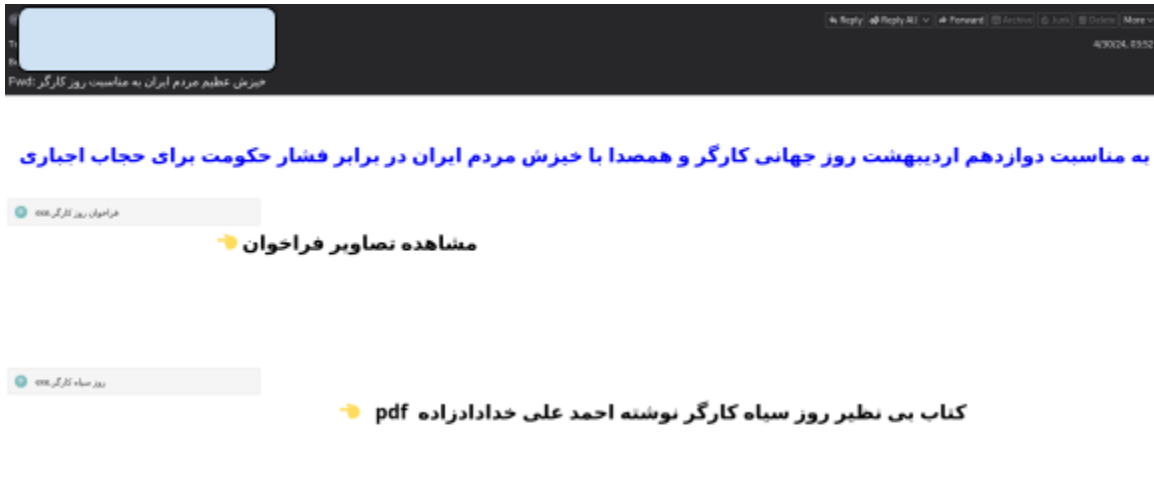 Reply Reply All Forward Archive Junk Delete More
4/30/24, 03:52
Fwd: خیزش عظیم مردم ایران به مناسبت روز کارگر
به مناسبت دوازدهم اردیبهشت روز جهانی کارگر و همصدا با خیزش مردم ایران در برابر فشار حکومت برای حجاب اجباری
فراخوان روز کارگر.exe
مشاهده تصاویر فراخوان
روز سیاه کارگر.exe
کتاب بی نظیر روز سیاه کارگر نوشته احمد علی خدادادزاده pdf